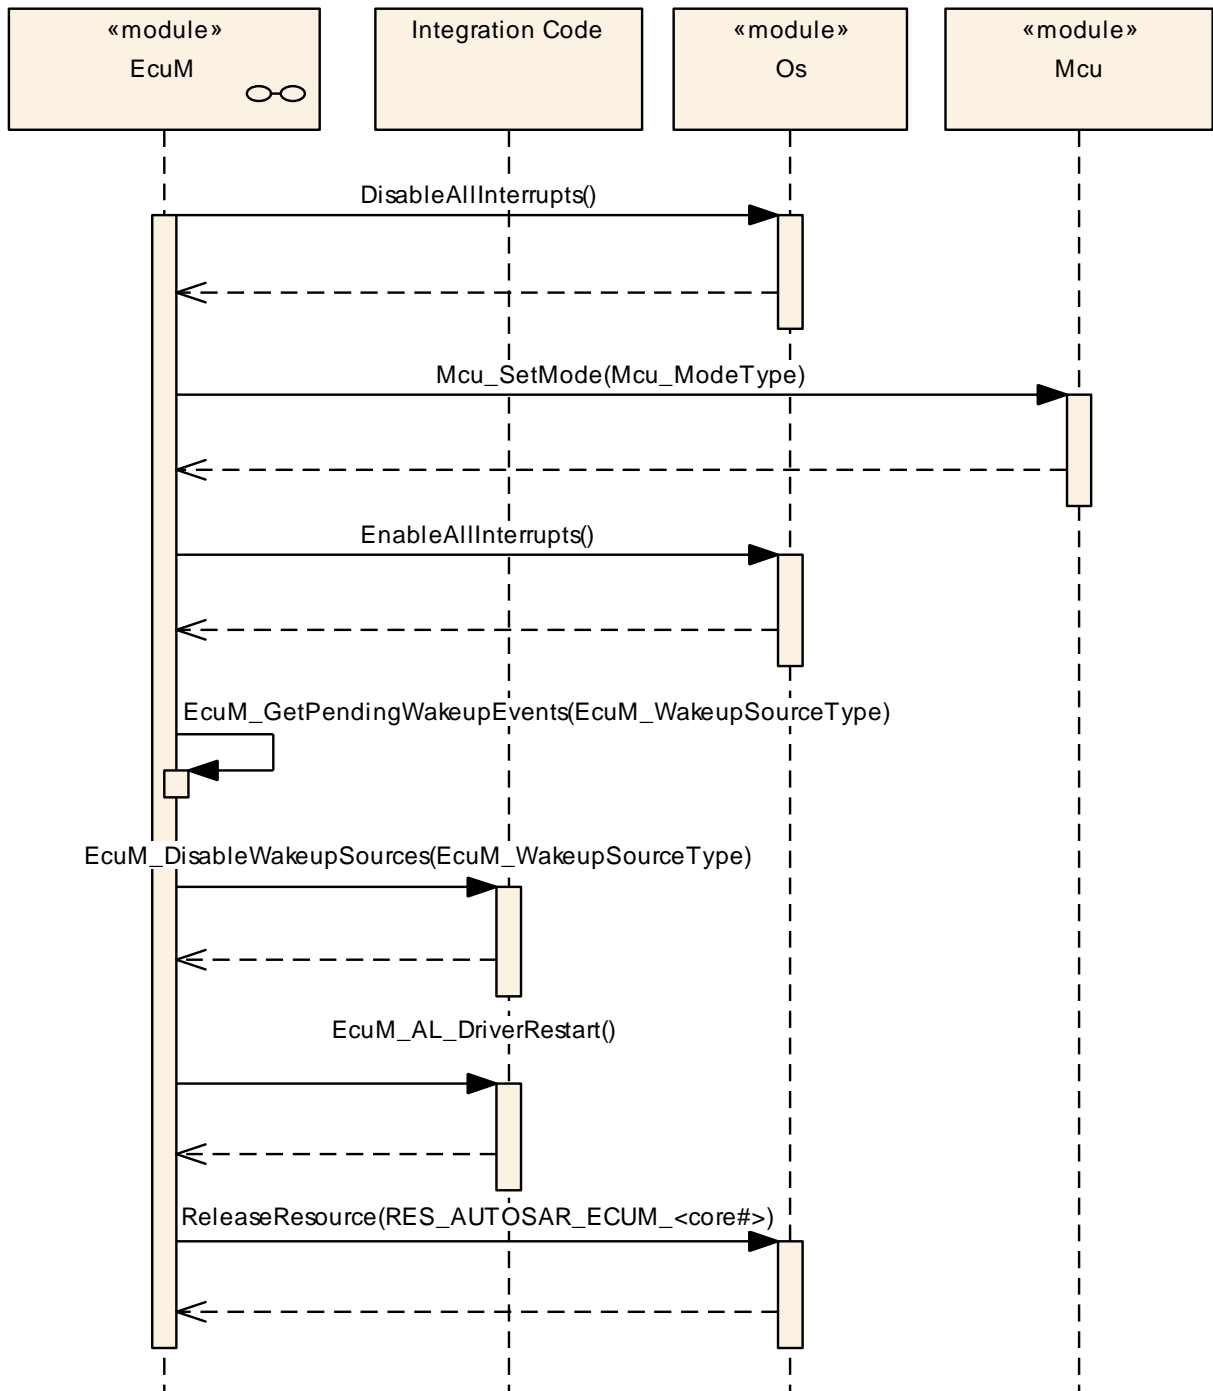 «module»
EcuM
Integration Code
«module»
Os
«module»
Mcu
DisableAllInterrupts()
Mcu_SetMode(Mcu_ModeType)
EnableAllInterrupts()
EcuM_GetPendingWakeupEvents(EcuM_WakeupSourceType)
EcuM_DisableWakeupSources(EcuM_WakeupSourceType)
EcuM_AL_DriverRestart()
ReleaseResource(RES_AUTOSAR_ECUM_<core#>)